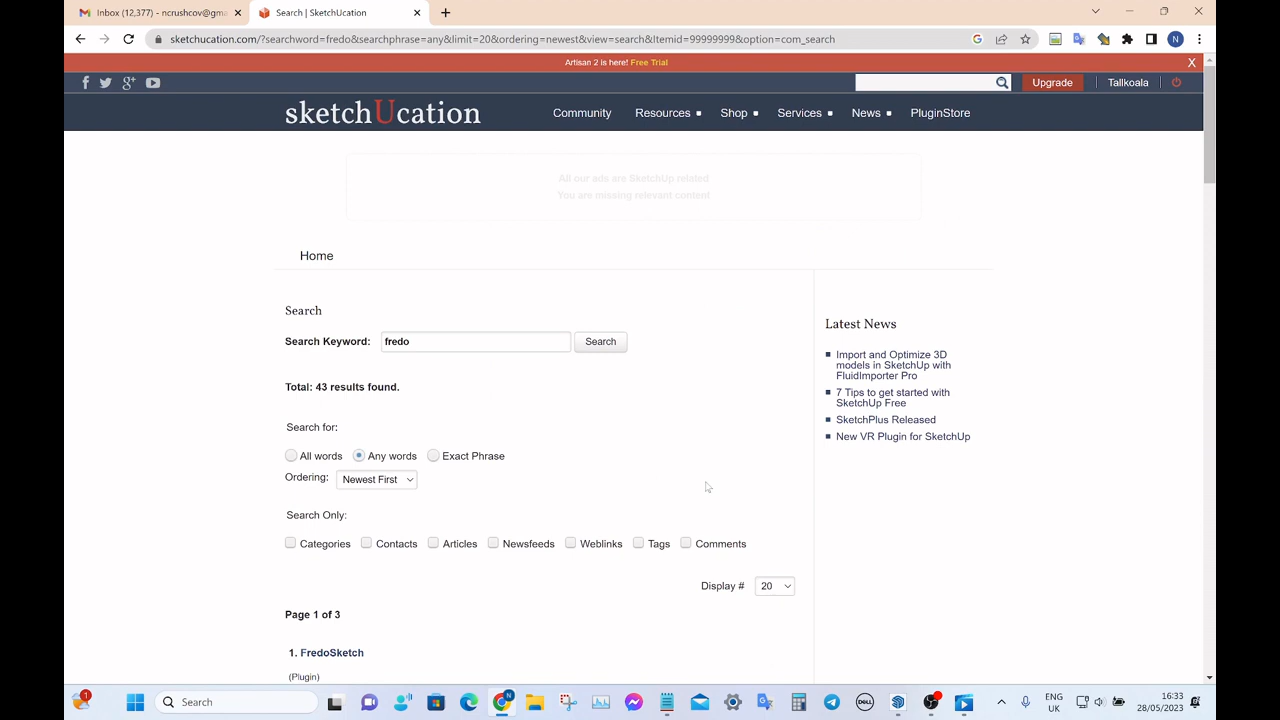 Inbox (12,377) - ncrushcov@gma
Search | SketchUcation
sketchucation.com/?searchword=fredo&searchphrase=any&limit=20&ordering=newest&view=search&Itemid=99999999&option=com_search
N
Artisan 2 is here! Free Trial
X
Upgrade
Tallkoala
sketchUcation
Community
Resources
Shop
Services
News
PluginStore
All our ads are SketchUp related
You are missing relevant content
Home
Search
Search Keyword:
fredo
Search
Total: 43 results found.
Search for:
All words
Any words
Exact Phrase
Ordering:
Newest First
Search Only:
Categories
Contacts
Articles
Newsfeeds
Weblinks
Tags
Comments
Display #
20
Page 1 of 3
1. FredoSketch
(Plugin)
Latest News
Import and Optimize 3D
models in SketchUp with
FluidImporter Pro
7 Tips to get started with
SketchUp Free
SketchPlus Released
New VR Plugin for SketchUp
1
Search
N
DELL
ENG
UK
16:33
28/05/2023